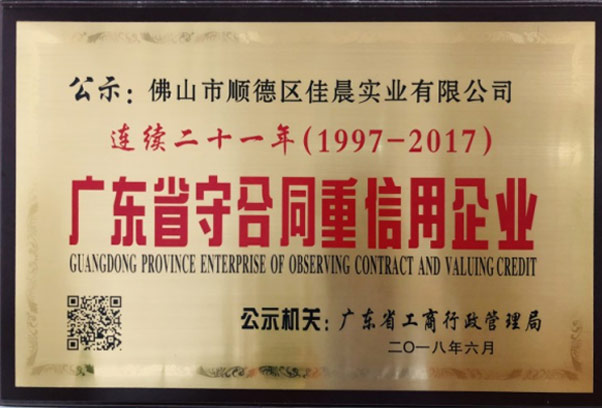 公示：佛山市顺德区佳晨实业有限公司
连续二十一年(1997-2017)
广东省守合同重信用企业
GUANGDONG PROVINCE ENTERPRISE OF OBSERVING CONTRACT AND VALUING CREDIT
公示机关：广东省工商行政管理局
二〇一八年六月